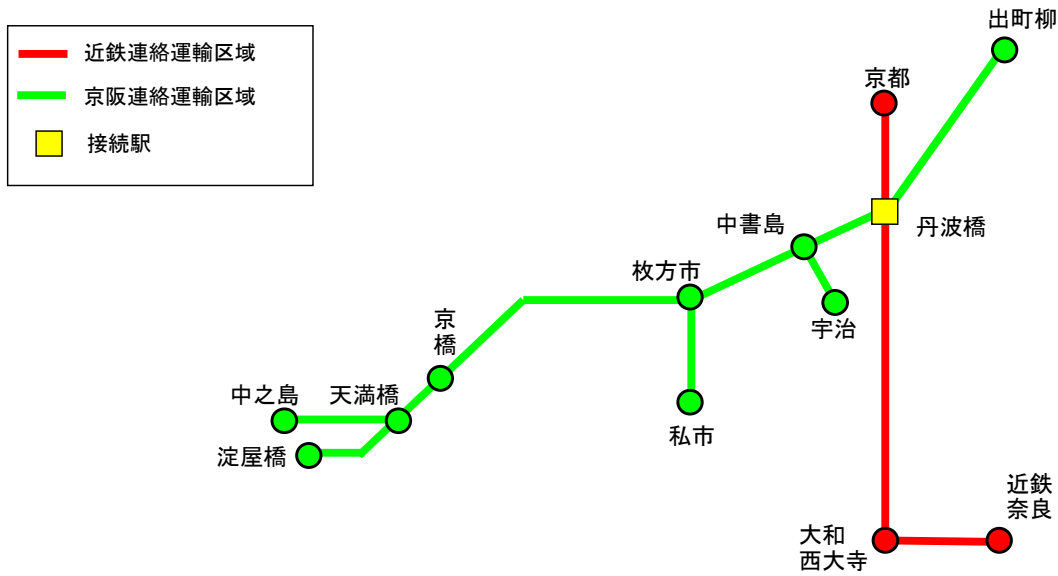 近鉄連絡運輸区域
京阪連絡運輸区域
接続駅
出町柳
京都
丹波橋
中書島
枚方市
宇治
京
橋
中之島
天満橋
淀屋橋
私市
近鉄
奈良
大和
西大寺